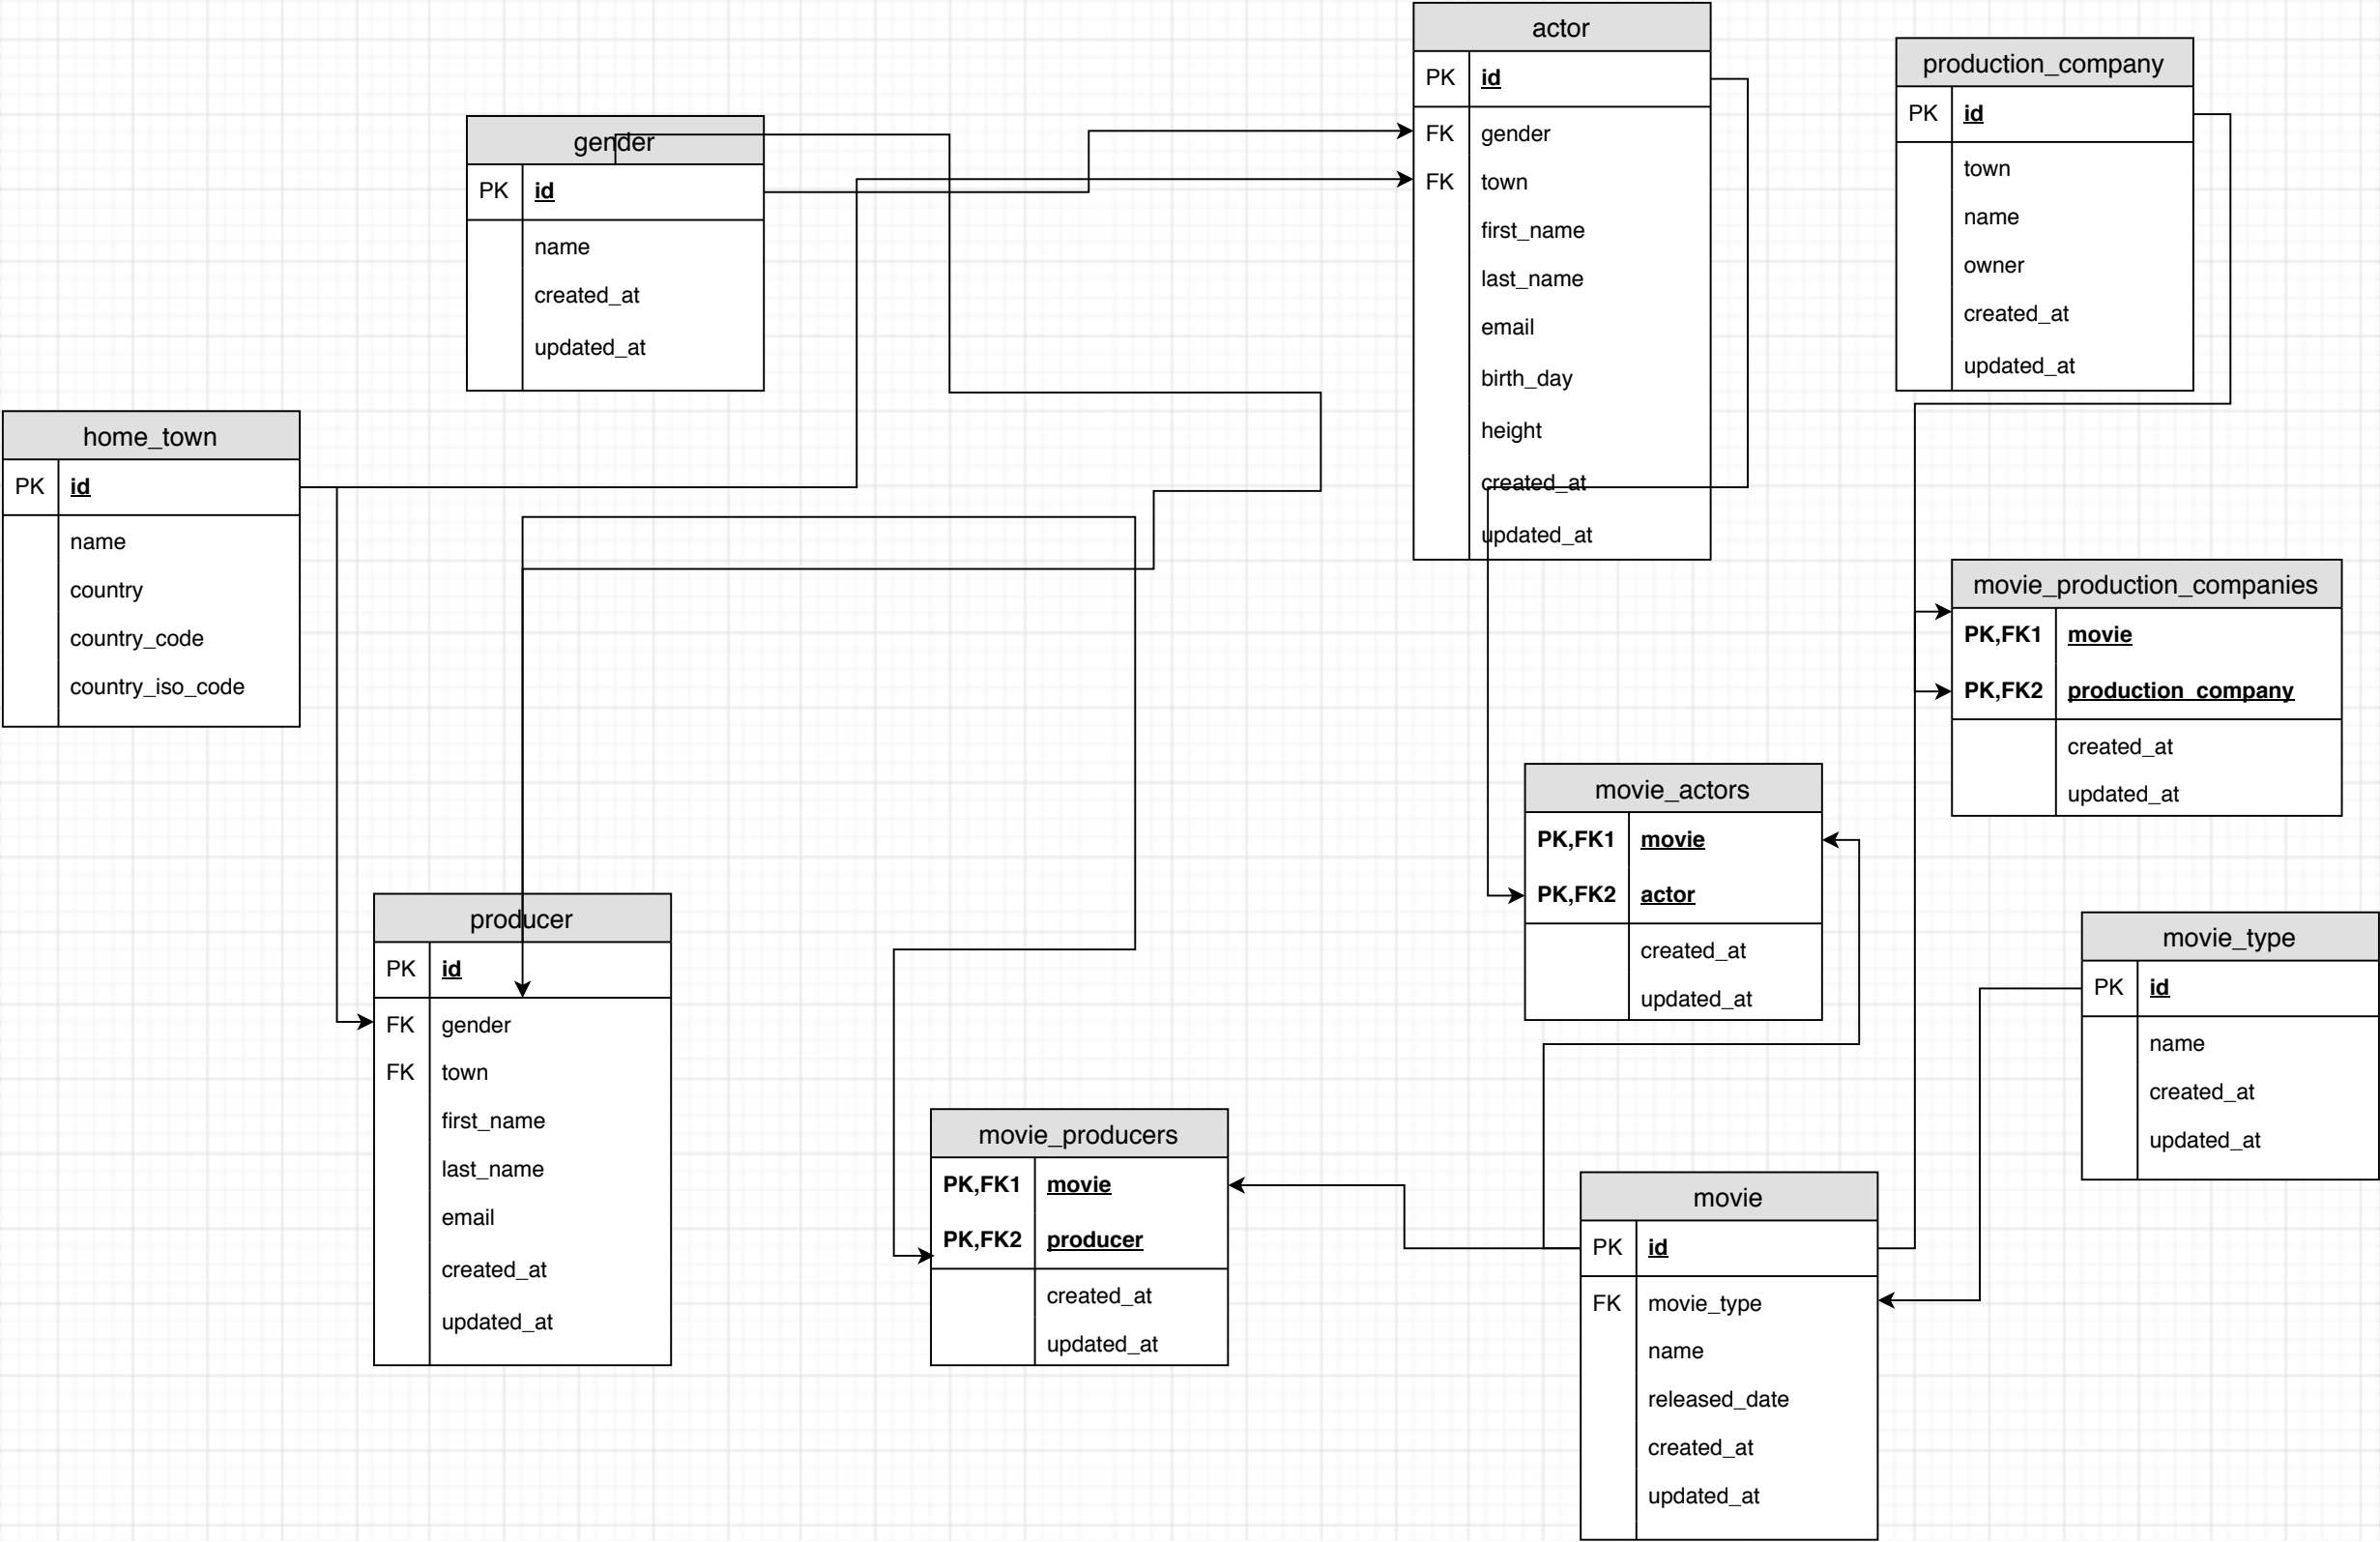 actor
PK id
FK gender
FK town
first_name
last_name
email
birth_day
height
created_at
updated_at
production_company
PK id
town
name
owner
created_at
updated_at
gender
PK id
name
created_at
updated_at
home_town
PK id
name
country
country_code
country_iso_code
movie_production_companies
PK,FK1 movie
PK,FK2 production_company
created_at
updated_at
movie_actors
PK,FK1 movie
PK,FK2 actor
created_at
updated_at
producer
PK id
FK gender
FK town
first_name
last_name
email
created_at
updated_at
movie_type
PK id
name
created_at
updated_at
movie_producers
PK,FK1 movie
PK,FK2 producer
created_at
updated_at
movie
PK id
FK movie_type
name
released_date
created_at
updated_at